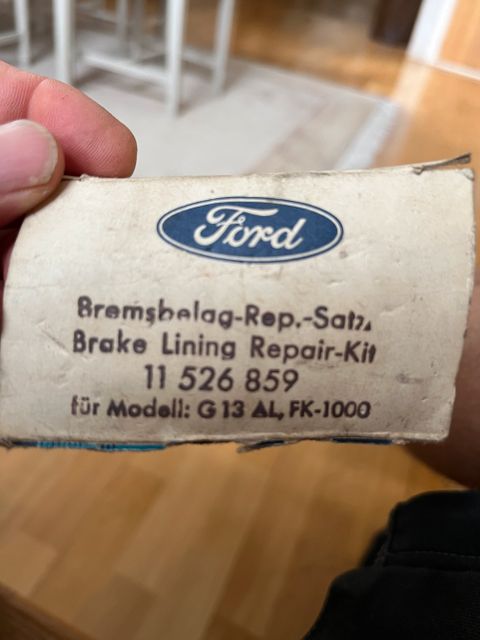 Ford
Bremsbelag-Rep.-Satz
Brake Lining Repair-Kit
11 526 859
für Modell: G 13 AL, FK-1000